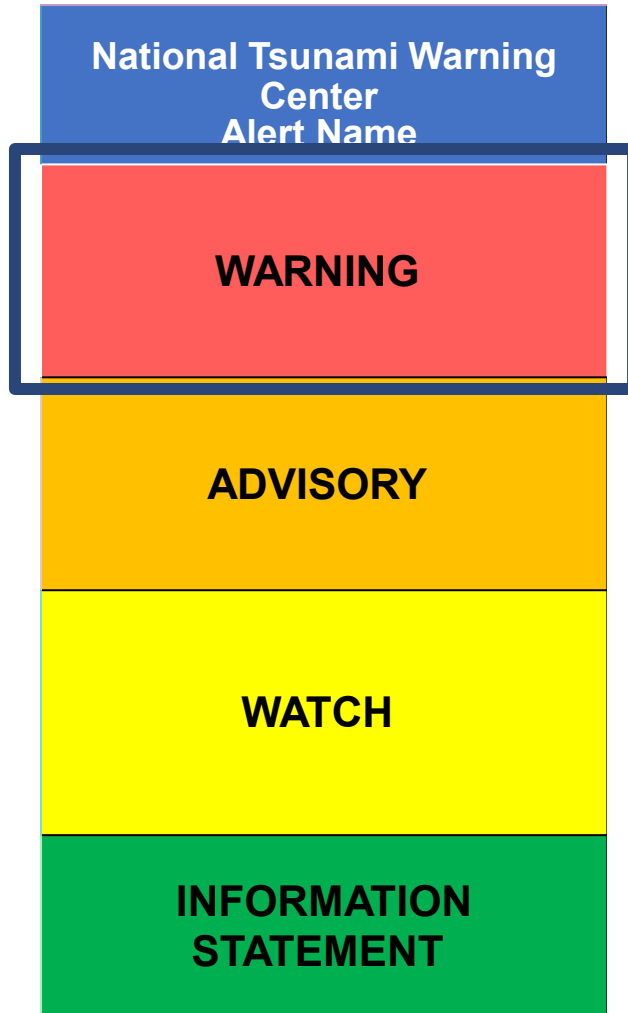 National Tsunami Warning
Center
Alert Name
WARNING
ADVISORY
WATCH
INFORMATION
STATEMENT